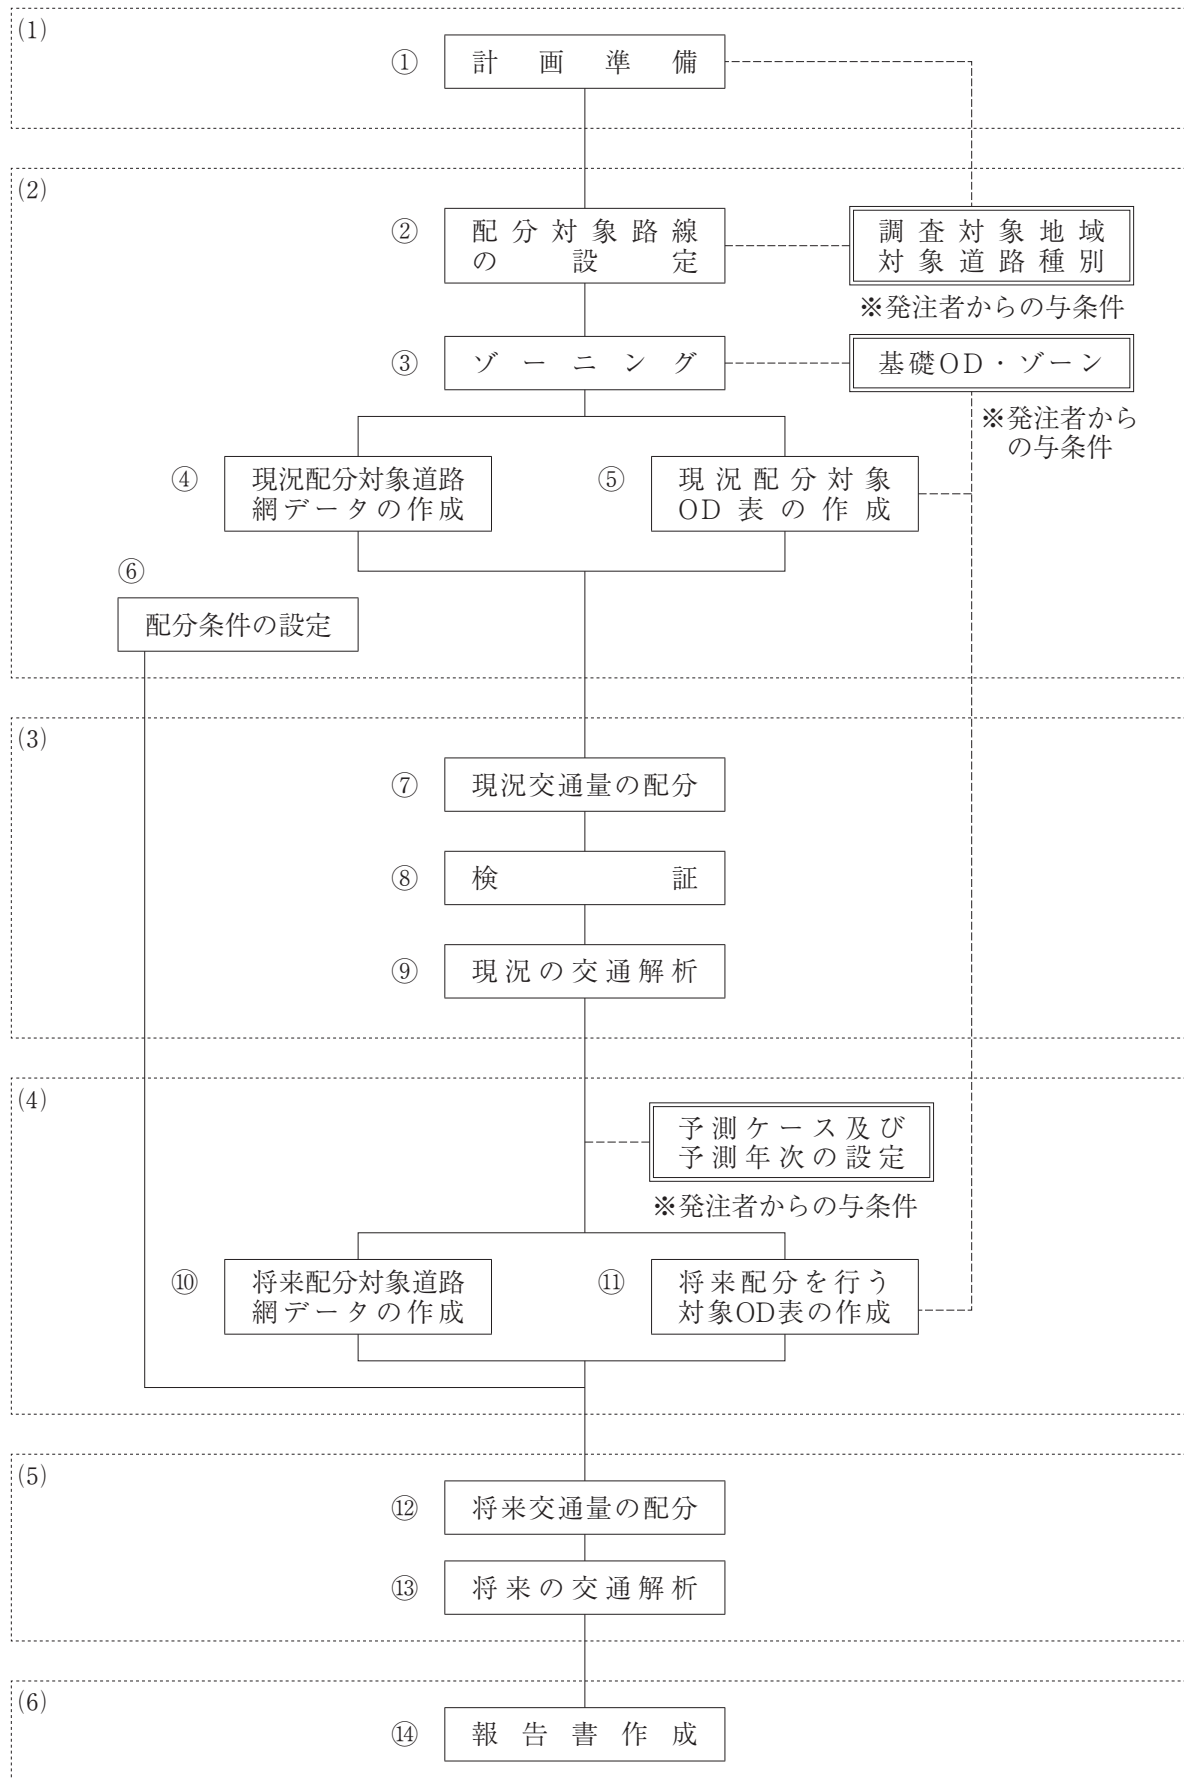 (1)
① 計画準備
(2)
② 配分対象路線
の設定
調査対象地域
対象道路種別
※発注者からの与条件
③ ゾーニング
基礎OD・ゾーン
※発注者から
の与条件
④ 現況配分対象道路
網データの作成
⑤ 現況配分対象
OD表の作成
⑥
配分条件の設定
(3)
⑦ 現況交通量の配分
⑧ 検証
⑨ 現況の交通解析
(4)
予測ケース及び
予測年次の設定
※発注者からの与条件
⑩ 将来配分対象道路
網データの作成
⑪ 将来配分を行う
対象OD表の作成
(5)
⑫ 将来交通量の配分
⑬ 将来の交通解析
(6)
⑭ 報告書作成